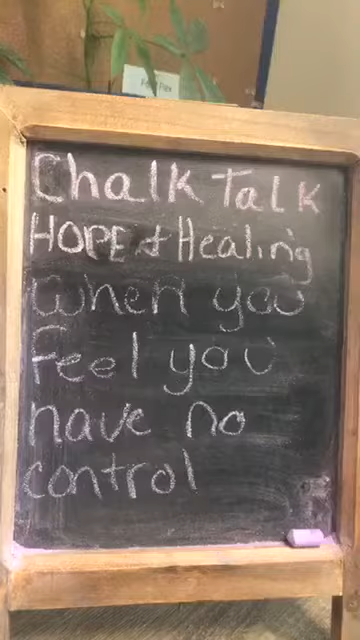 Chalk Talk
HOPE & Healing
When you
feel you
have no
control